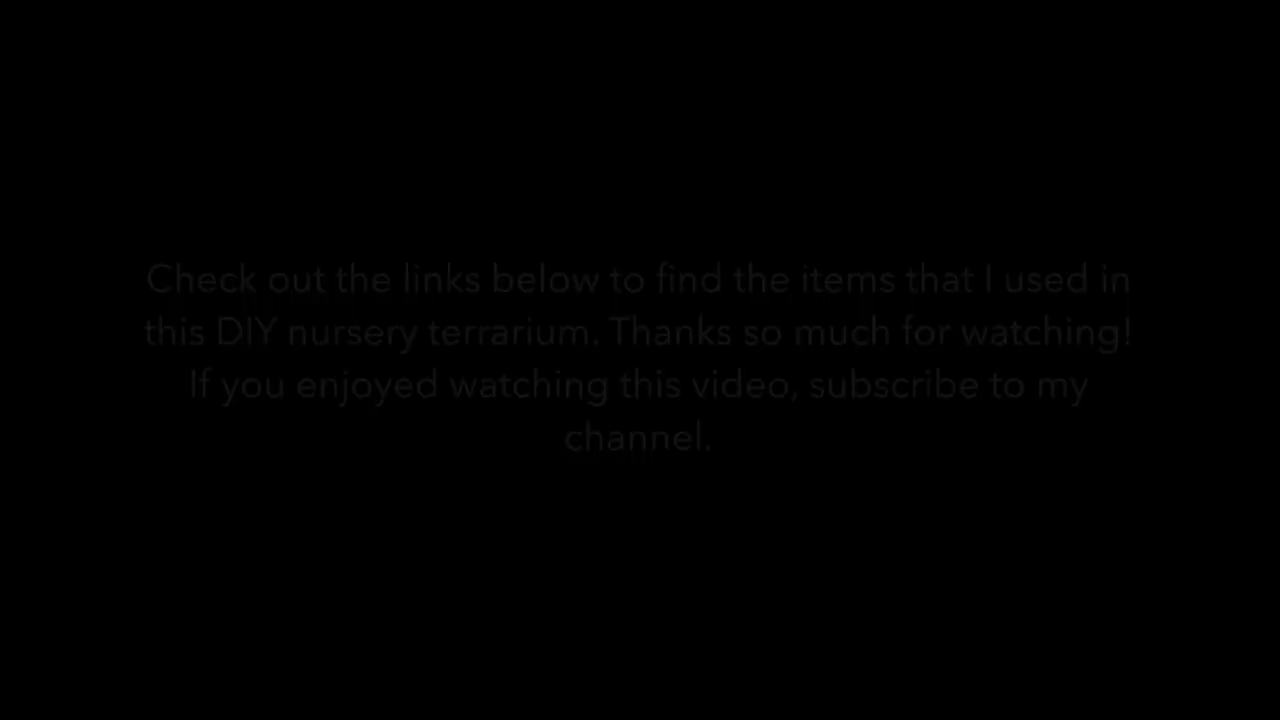 Check out the links below to find the items that I used in
this DIY nursery terrarium. Thanks so much for watching!
If you enjoyed watching this video, subscribe to my
channel.